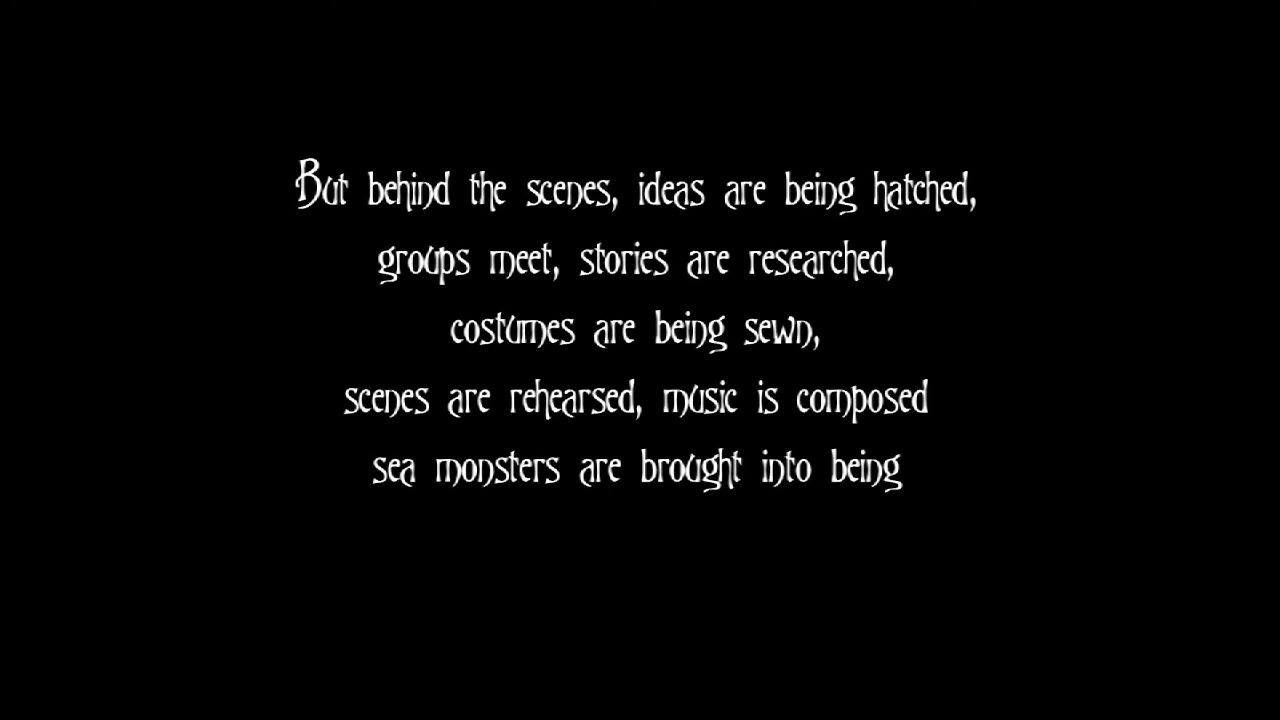 But behind the scenes, ideas are being hatched,
groups meet, stories are researched,
costumes are being sewn,
scenes are rehearsed, music is composed
sea monsters are brought into being